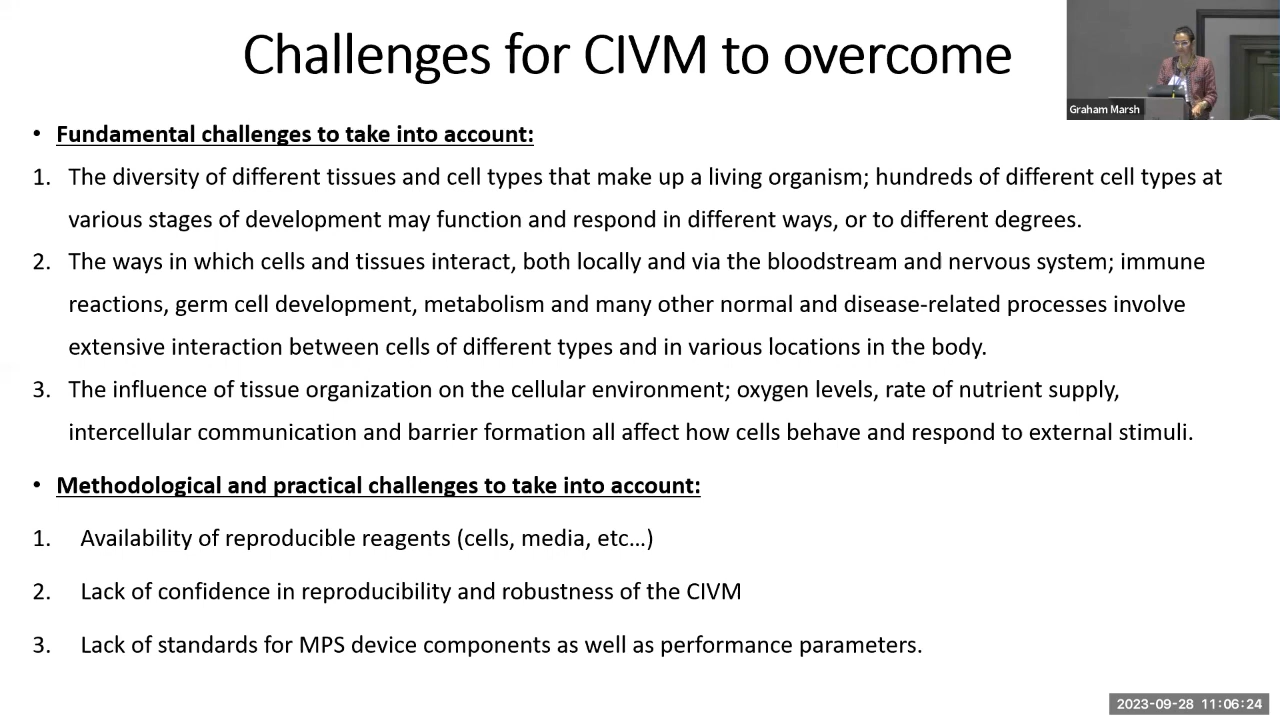 Challenges for CIVM to overcome
Graham Marsh
• Fundamental challenges to take into account:
1. The diversity of different tissues and cell types that make up a living organism; hundreds of different cell types at
various stages of development may function and respond in different ways, or to different degrees.
2. The ways in which cells and tissues interact, both locally and via the bloodstream and nervous system; immune
reactions, germ cell development, metabolism and many other normal and disease-related processes involve
extensive interaction between cells of different types and in various locations in the body.
3. The influence of tissue organization on the cellular environment; oxygen levels, rate of nutrient supply,
intercellular communication and barrier formation all affect how cells behave and respond to external stimuli.
• Methodological and practical challenges to take into account:
1. Availability of reproducible reagents (cells, media, etc…)
2. Lack of confidence in reproducibility and robustness of the CIVM
3. Lack of standards for MPS device components as well as performance parameters.
2023-09-28 11:06:24